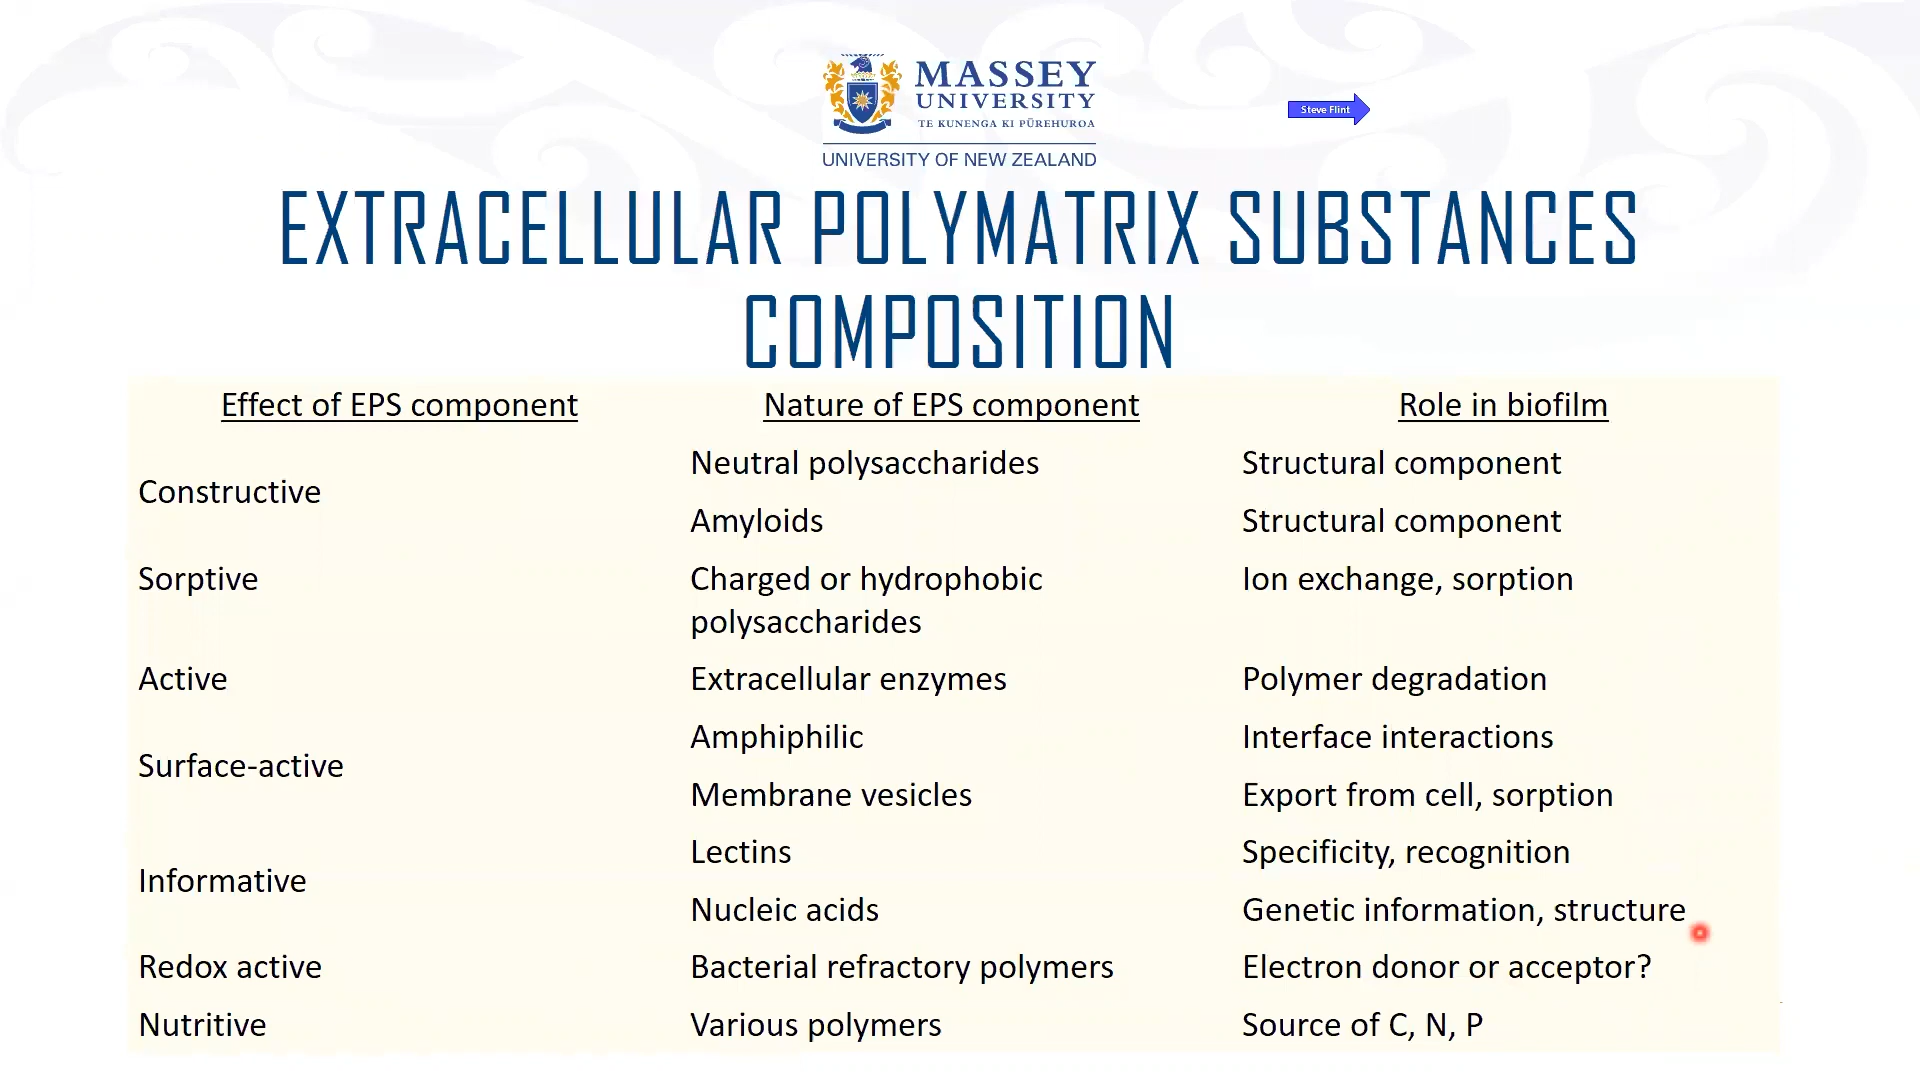 MASSEY
UNIVERSITY
TE KUNENGA KI PŪREHUROA
UNIVERSITY OF NEW ZEALAND
Steve Flint
EXTRACELLULAR POLYMATRIX SUBSTANCES
COMPOSITION
Effect of EPS component Nature of EPS component Role in biofilm
Constructive
Neutral polysaccharides Structural component
Amyloids Structural component
Sorptive Charged or hydrophobic Ion exchange, sorption
polysaccharides
Active Extracellular enzymes Polymer degradation
Surface-active
Amphiphilic Interface interactions
Membrane vesicles Export from cell, sorption
Informative
Lectins Specificity, recognition
Nucleic acids Genetic information, structure
Redox active Bacterial refractory polymers Electron donor or acceptor?
Nutritive Various polymers Source of C, N, P